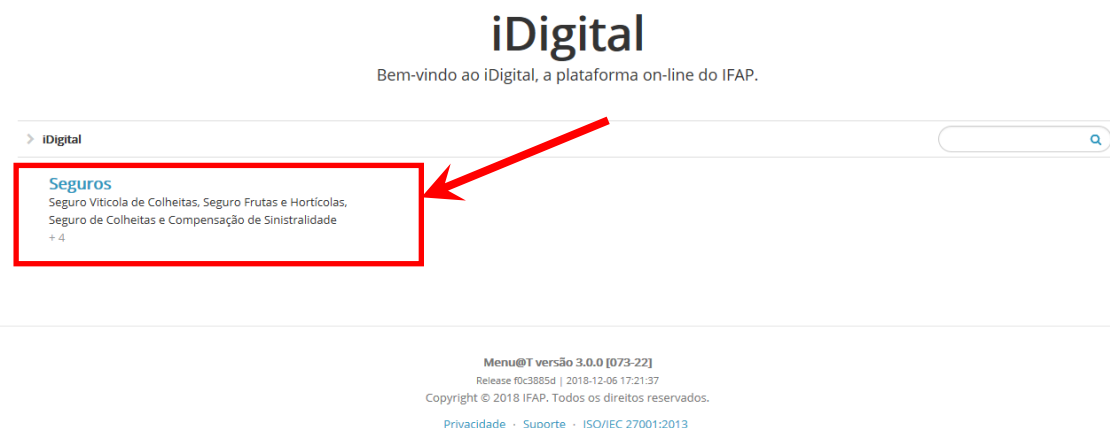 iDigital
Bem-vindo ao iDigital, a plataforma on-line do IFAP.
iDigital
Seguros
Seguro Viticola de Colheitas, Seguro Frutas e Hortícolas,
Seguro de Colheitas e Compensação de Sinistralidade
+ 4
Menu@T versão 3.0.0 [073-22]
Release f0c3885d | 2018-12-06 17:21:37
Copyright © 2018 IFAP. Todos os direitos reservados.
Privacidade · Suporte · ISO/IEC 27001:2013